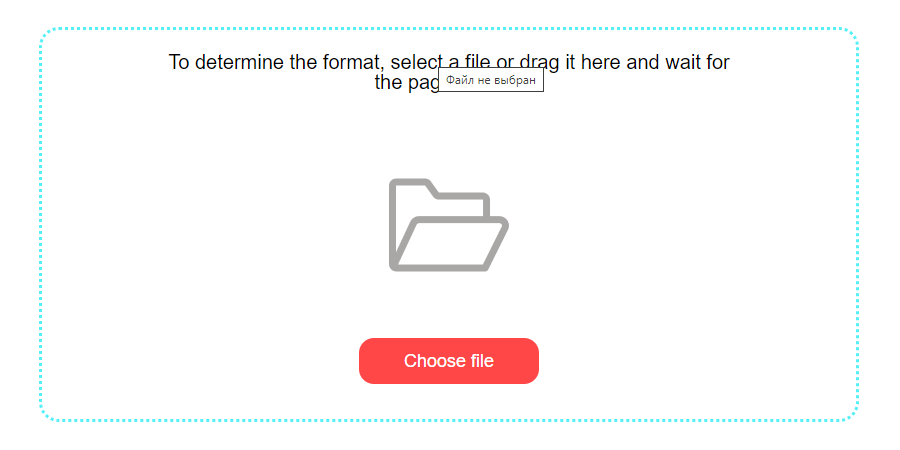 To determine the format, select a file or drag it here and wait for
the pag
Файл не выбран
Choose file